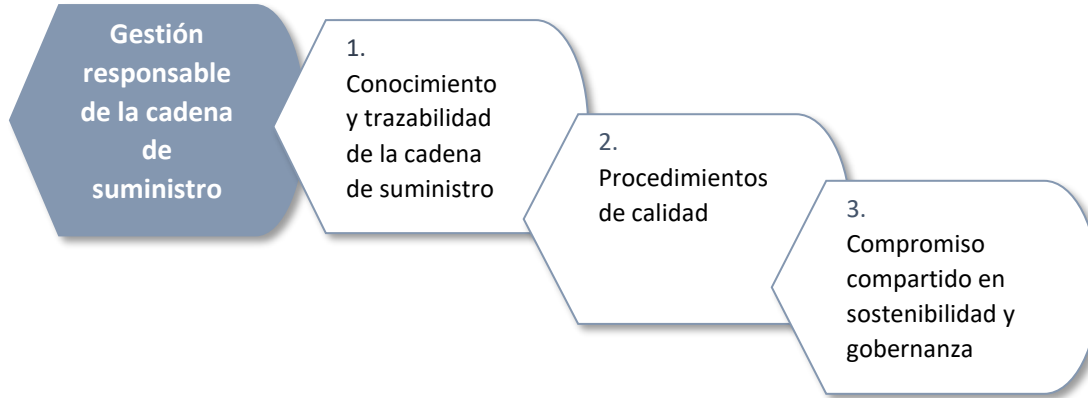 Gestión
responsable
de la cadena
de
suministro
1.
Conocimiento
y trazabilidad
de la cadena
de suministro
2.
Procedimientos
de calidad
3.
Compromiso
compartido en
sostenibilidad y
gobernanza